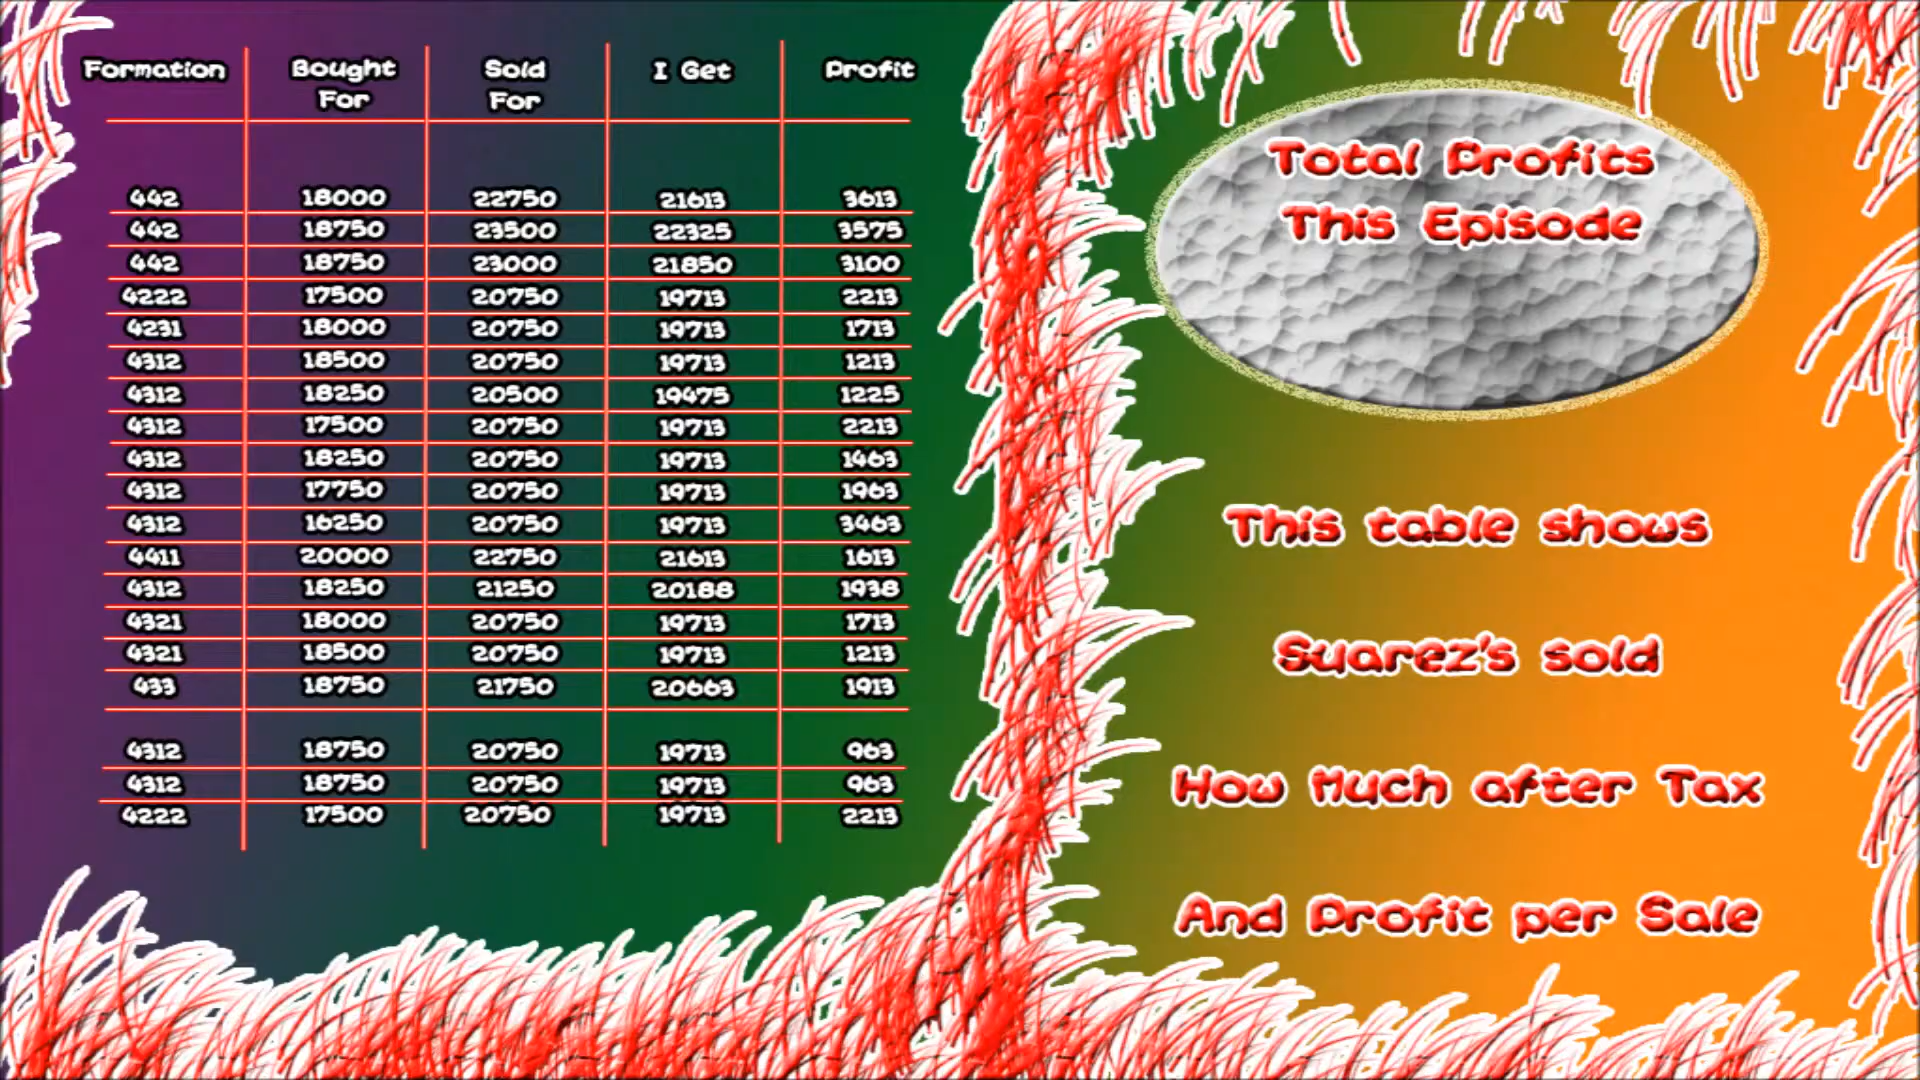 Formation Bought For Sold For I Get Profit
442 18000 22750 21613 3613
442 18750 23500 22325 3575
442 18750 23000 21850 3100
4222 17500 20750 19713 2213
4231 18000 20750 19713 1713
4312 18500 20750 19713 1213
4312 18250 20500 19475 1225
4312 17500 20750 19713 2213
4312 18250 20750 19713 1463
4312 17750 20750 19713 1963
4312 16250 20750 19713 3463
4411 20000 22750 21613 1613
4312 18250 21250 20188 1938
4321 18000 20750 19713 1713
4321 18500 20750 19713 1213
433 18750 21750 20663 1913
4312 18750 20750 19713 963
4312 18750 20750 19713 963
4222 17500 20750 19713 2213
Total Profits
This Episode
This table shows
Suarez's sold
How Much after Tax
And Profit per Sale